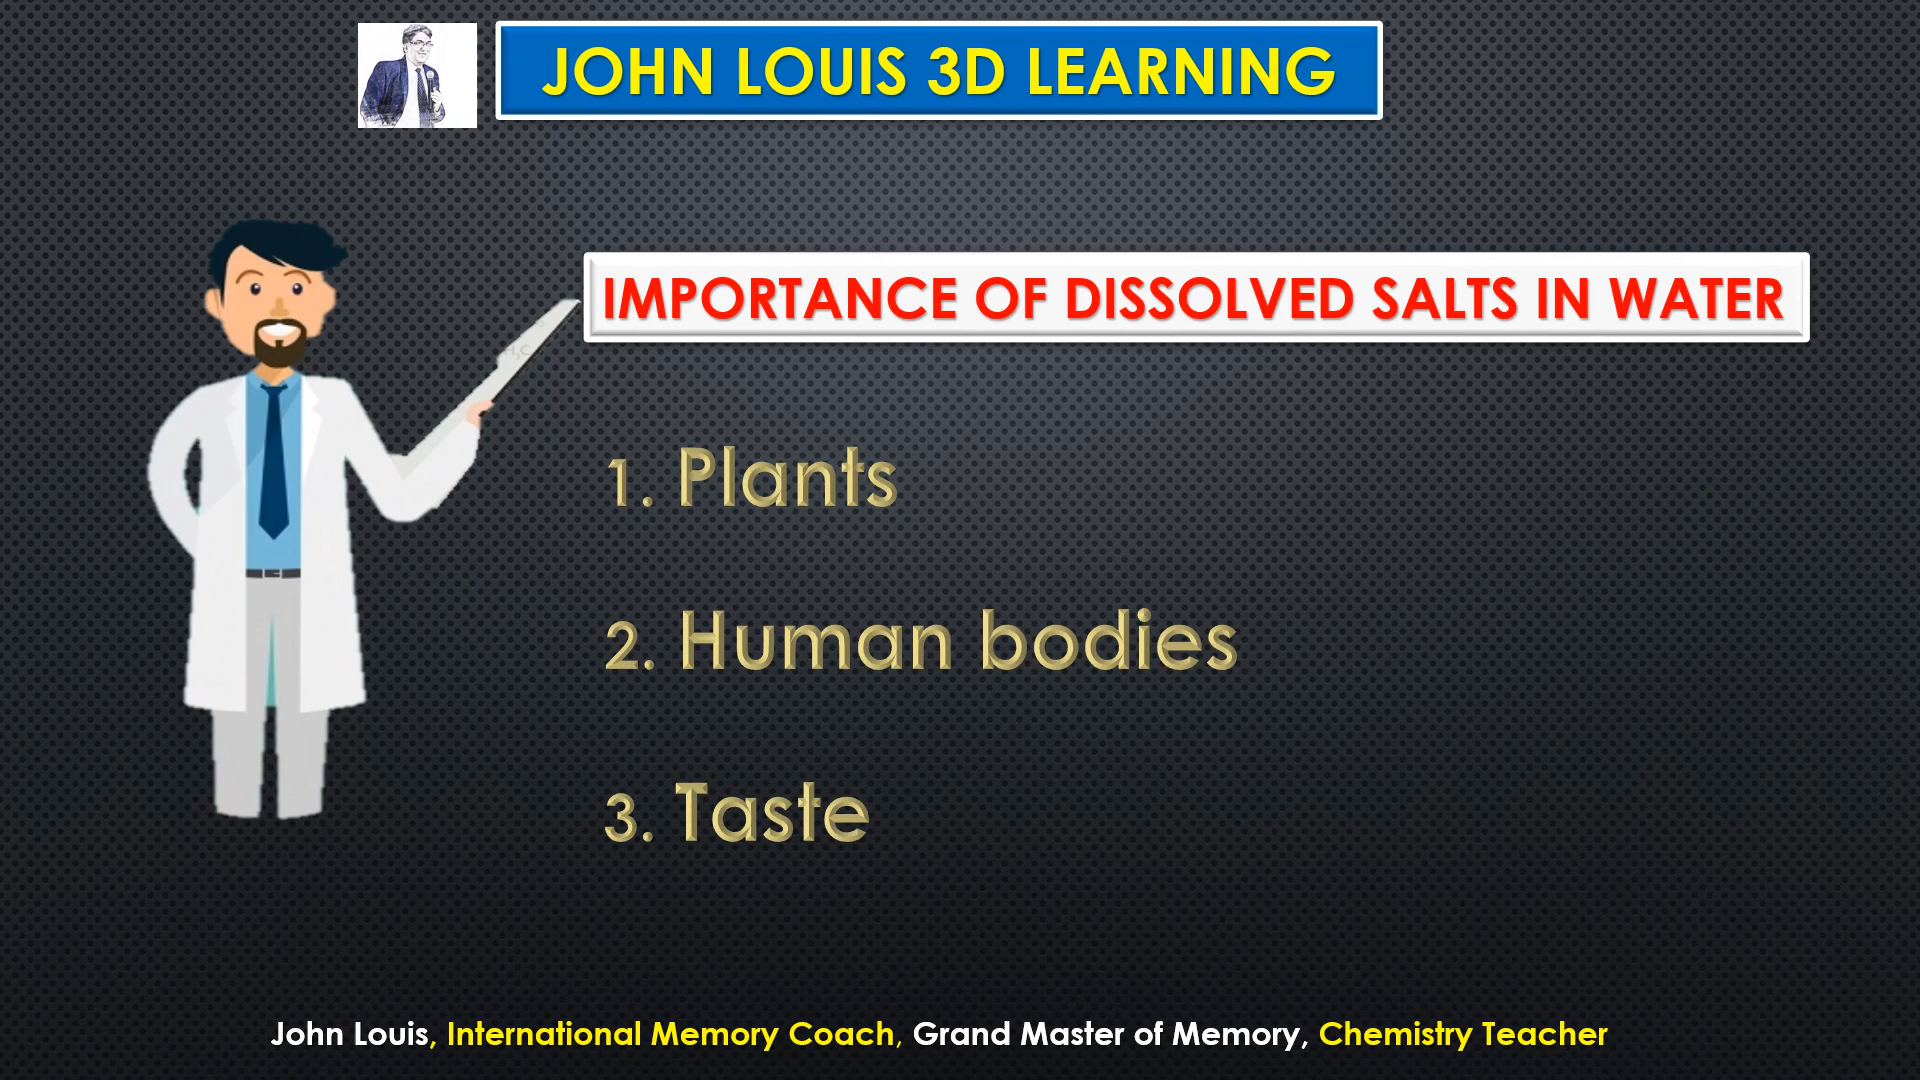 JOHN LOUIS 3D LEARNING
IMPORTANCE OF DISSOLVED SALTS IN WATER
H₃C
1. Plants
2. Human bodies
3. Taste
John Louis, International Memory Coach, Grand Master of Memory, Chemistry Teacher